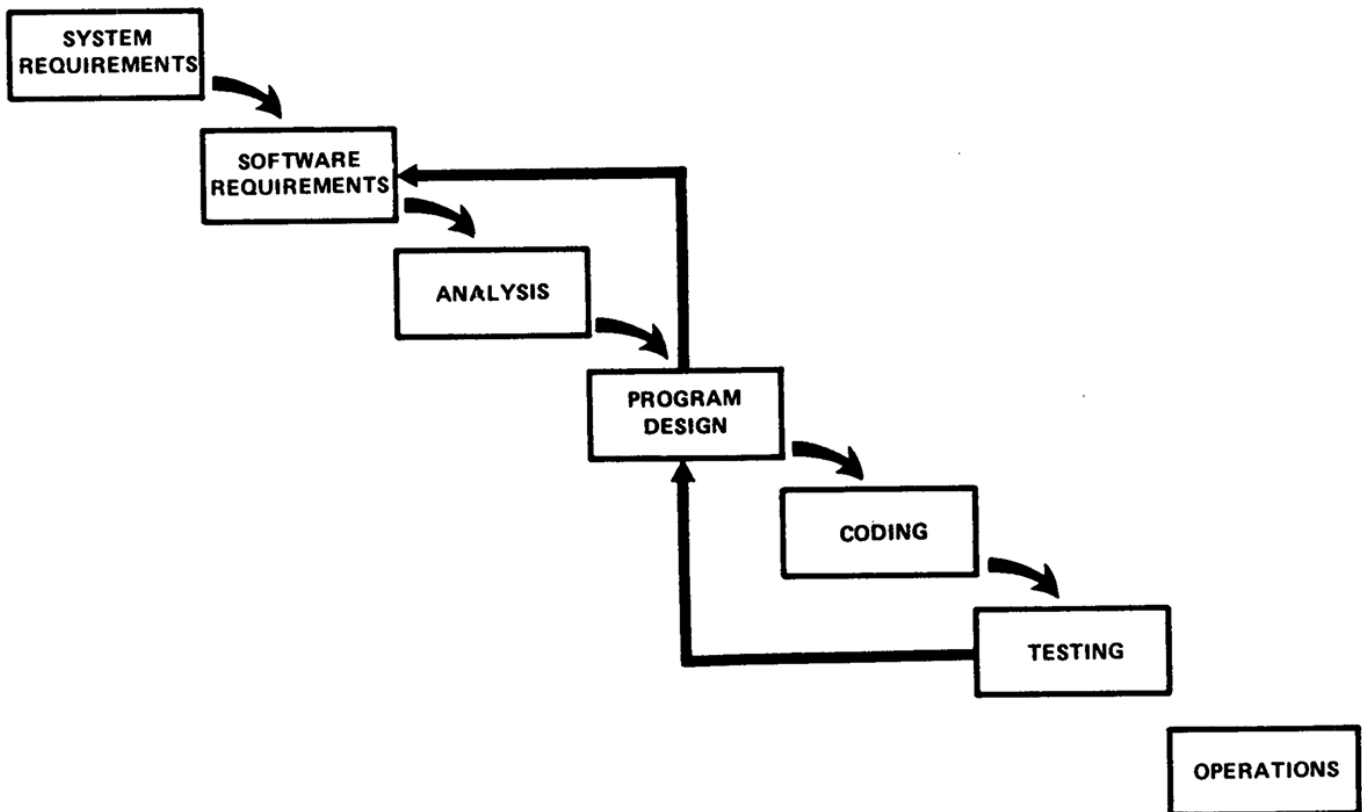 SYSTEM
REQUIREMENTS
SOFTWARE
REQUIREMENTS
ANALYSIS
PROGRAM
DESIGN
CODING
TESTING
OPERATIONS